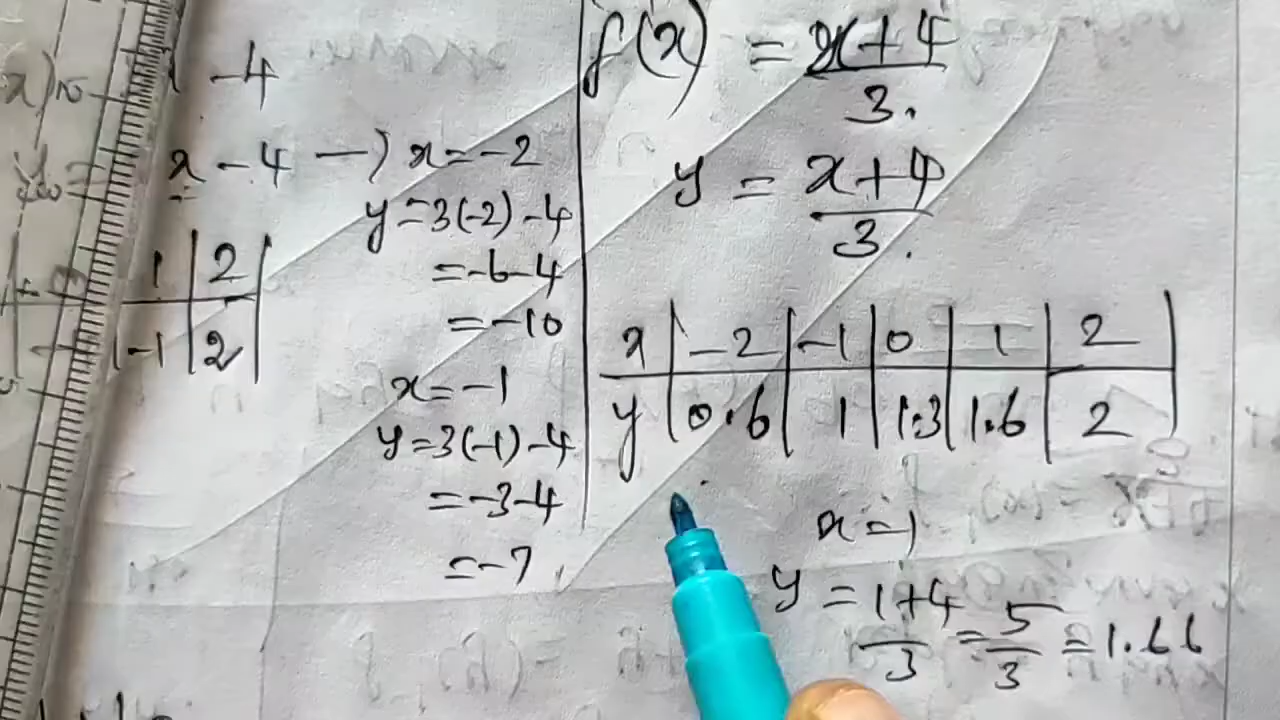 x - 4
x - 4 → x = -2
y = 3(-2) - 4
= -6 - 4
= -10
1 | 2
-1 | 2
x = -1
y = 3(-1) - 4
= -3 - 4
= -7
f(x) = x+4/3.
y = x+4/3.
x | -2 | -1 | 0 | 1 | 2
y | 0.6 | 1 | 1.3 | 1.6 | 2
x = 1
y = 1+4/3 = 5/3 = 1.66